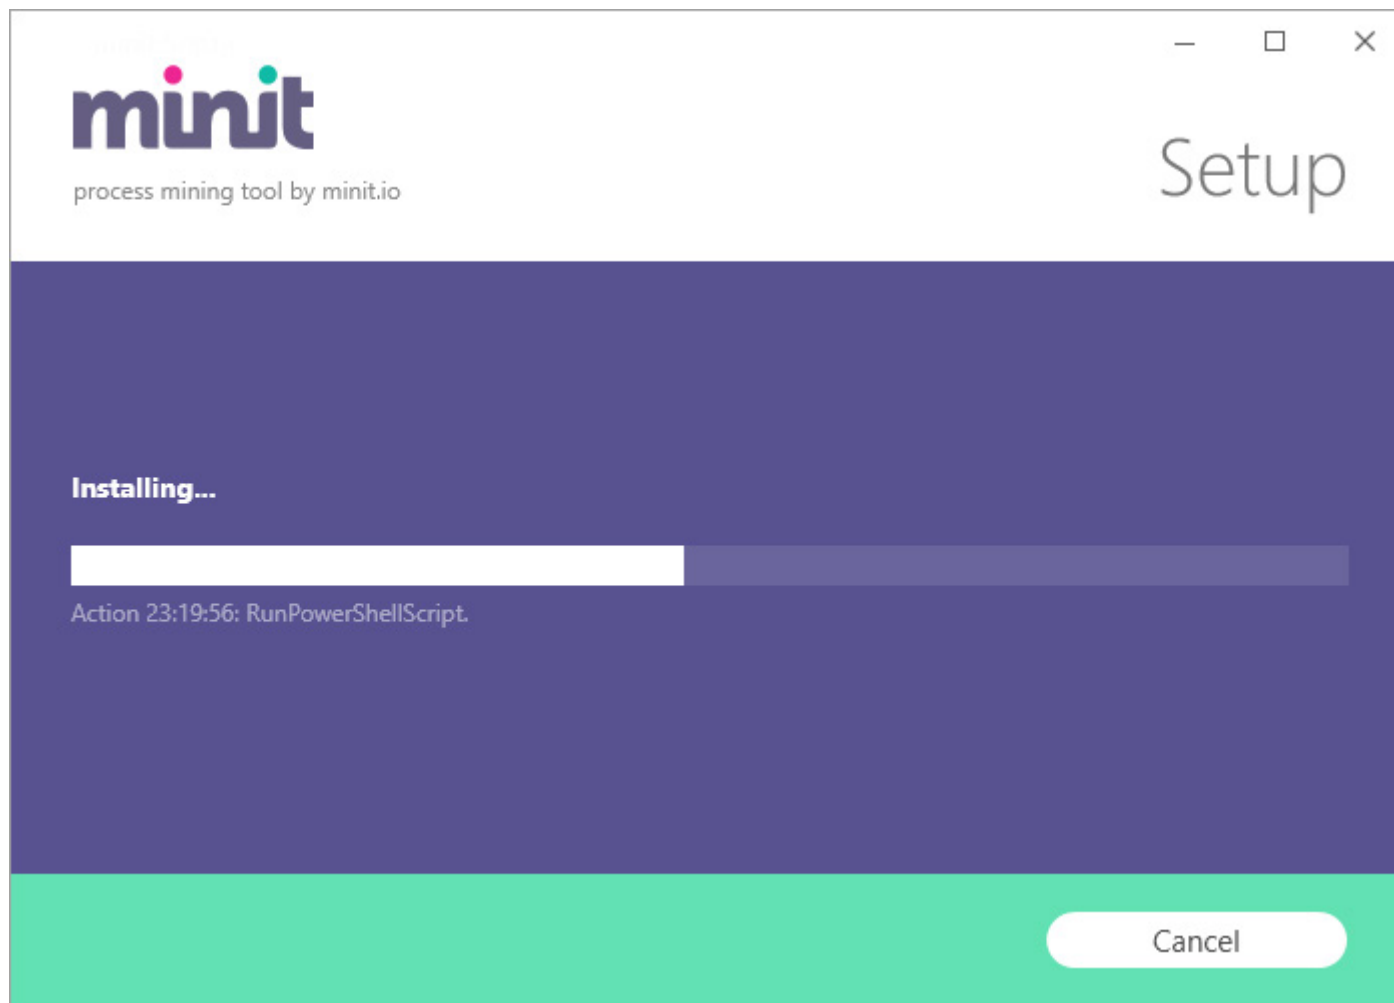 minit
process mining tool by minit.io
Setup
Installing...
Action 23:19:56: RunPowerShellScript.
Cancel